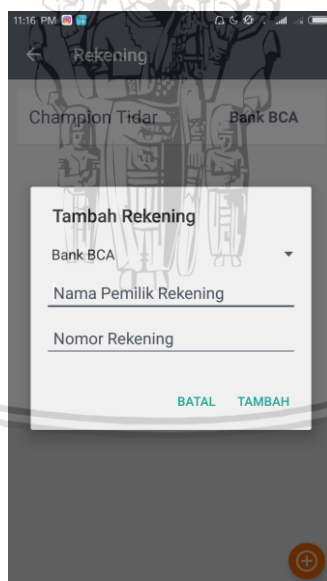 11:16 PM
Rekening
Champion Tidar Bank BCA
Tambah Rekening
Bank BCA
Nama Pemilik Rekening
Nomor Rekening
BATAL TAMBAH